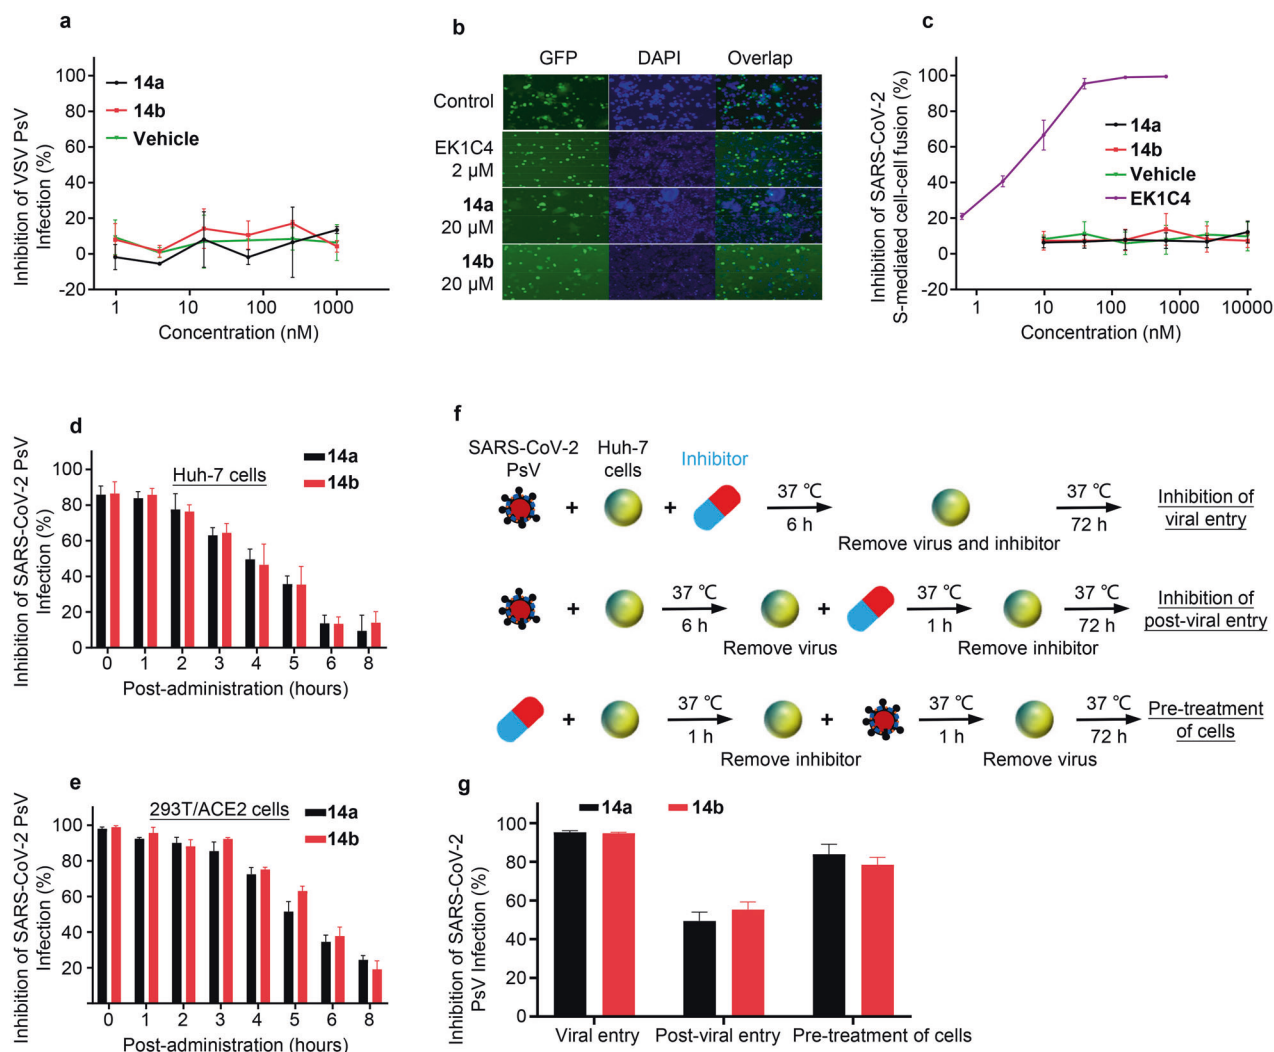 a
Inhibition of VSV PsV
Infection (%)
100
80
60
40
20
0
-20
14a
14b
Vehicle
1
10
100
1000
Concentration (nM)
b
GFP
DAPI
Overlap
Control
EK1C4
2 μM
14a
20 μM
14b
20 μM
c
Inhibition of SARS-CoV-2
S-mediated cell-cell fusion (%)
100
80
60
40
20
0
-20
14a
14b
Vehicle
EK1C4
1
10
100
1000
10000
Concentration (nM)
d
Inhibition of SARS-CoV-2 PsV
Infection (%)
100
80
60
40
20
0
Huh-7 cells
14a
14b
0
1
2
3
4
5
6
8
Post-administration (hours)
e
Inhibition of SARS-CoV-2 PsV
Infection (%)
100
80
60
40
20
293T/ACE2 cells
14a
14b
0
1
2
3
4
5
6
8
Post-administration (hours)
f
SARS-CoV-2
PsV
Huh-7
cells
Inhibitor
+
+
37 ℃
6 h
Remove virus and inhibitor
37 ℃
72 h
Inhibition of
viral entry
+
37 ℃
6 h
Remove virus
+
37 ℃
1 h
Remove inhibitor
37 ℃
72 h
Inhibition of
post-viral entry
+
37 ℃
1 h
Remove inhibitor
+
37 ℃
1 h
Remove virus
37 ℃
72 h
Pre-treatment
of cells
g
Inhibition of SARS-CoV-2
PsV Infection (%)
100
80
60
40
20
0
14a
14b
Viral entry
Post-viral entry
Pre-treatment of cells